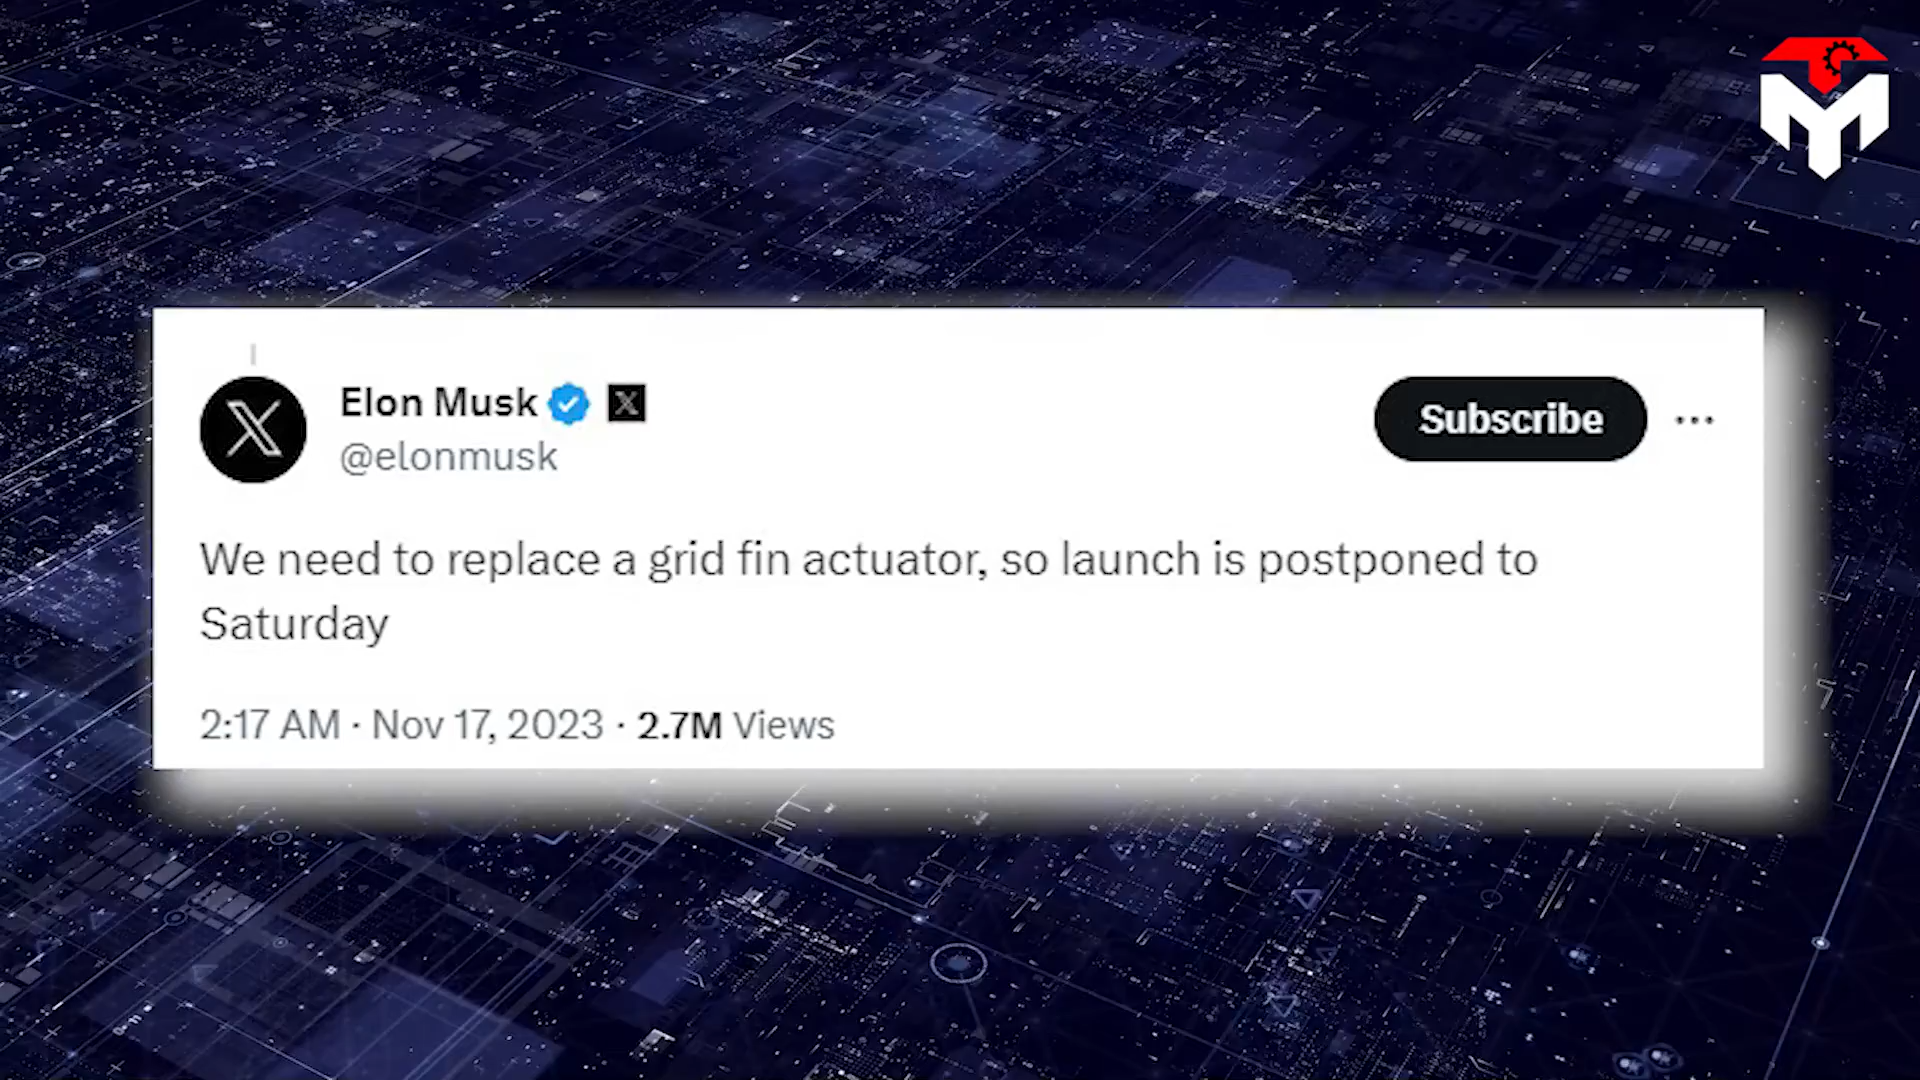 Elon Musk
@elonmusk
Subscribe
We need to replace a grid fin actuator, so launch is postponed to
Saturday
2:17 AM · Nov 17, 2023 · 2.7M Views